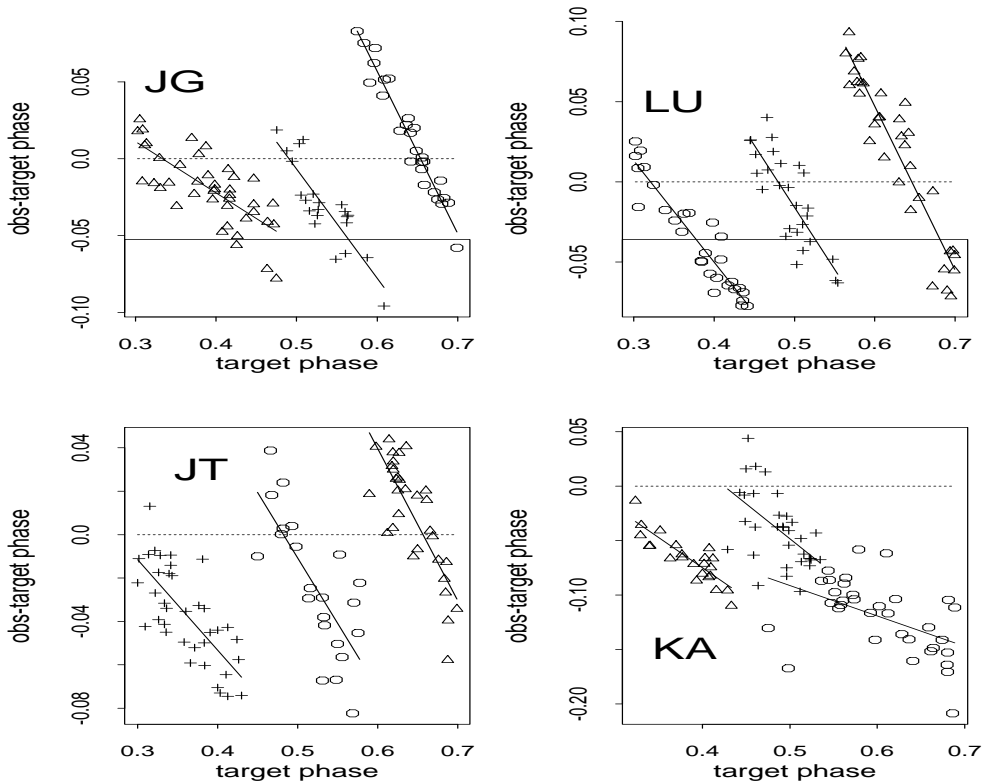 JG
obs-target phase
0.05
0.0
-0.05
-0.10
0.3 0.4 0.5 0.6 0.7
target phase
LU
obs-target phase
0.10
0.05
0.0
-0.05
0.3 0.4 0.5 0.6 0.7
target phase
JT
obs-target phase
0.04
0.0
-0.04
-0.08
0.3 0.4 0.5 0.6 0.7
target phase
KA
obs-target phase
0.05
0.0
-0.10
-0.20
0.4 0.5 0.6 0.7
target phase